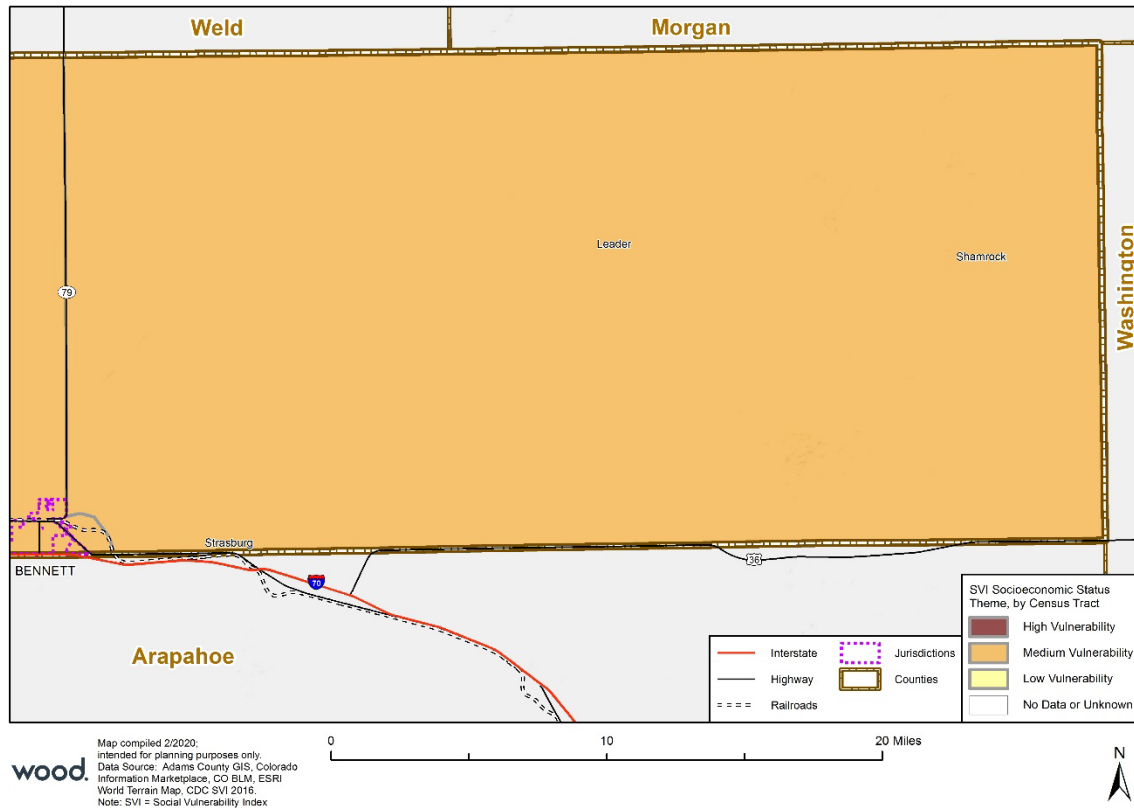 Weld
Morgan
Washington
Leader
Shamrock
79
Strasburg
36
BENNETT
70
Arapahoe
SVI Socioeconomic Status
Theme, by Census Tract
High Vulnerability
Medium Vulnerability
Low Vulnerability
No Data or Unknown
Interstate
Highway
Railroads
Jurisdictions
Counties
wood.
Map compiled 2/2020;
intended for planning purposes only.
Data Source: Adams County GIS, Colorado
Information Marketplace, CO BLM, ESRI
World Terrain Map, CDC SVI 2016.
Note: SVI = Social Vulnerability Index
0 10 20 Miles
N